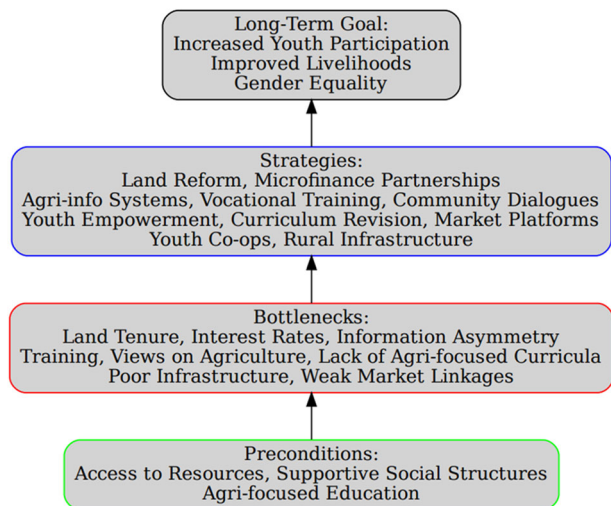 Long-Term Goal:
Increased Youth Participation
Improved Livelihoods
Gender Equality
Strategies:
Land Reform, Microfinance Partnerships
Agri-info Systems, Vocational Training, Community Dialogues
Youth Empowerment, Curriculum Revision, Market Platforms
Youth Co-ops, Rural Infrastructure
Bottlenecks:
Land Tenure, Interest Rates, Information Asymmetry
Training, Views on Agriculture, Lack of Agri-focused Curricula
Poor Infrastructure, Weak Market Linkages
Preconditions:
Access to Resources, Supportive Social Structures
Agri-focused Education